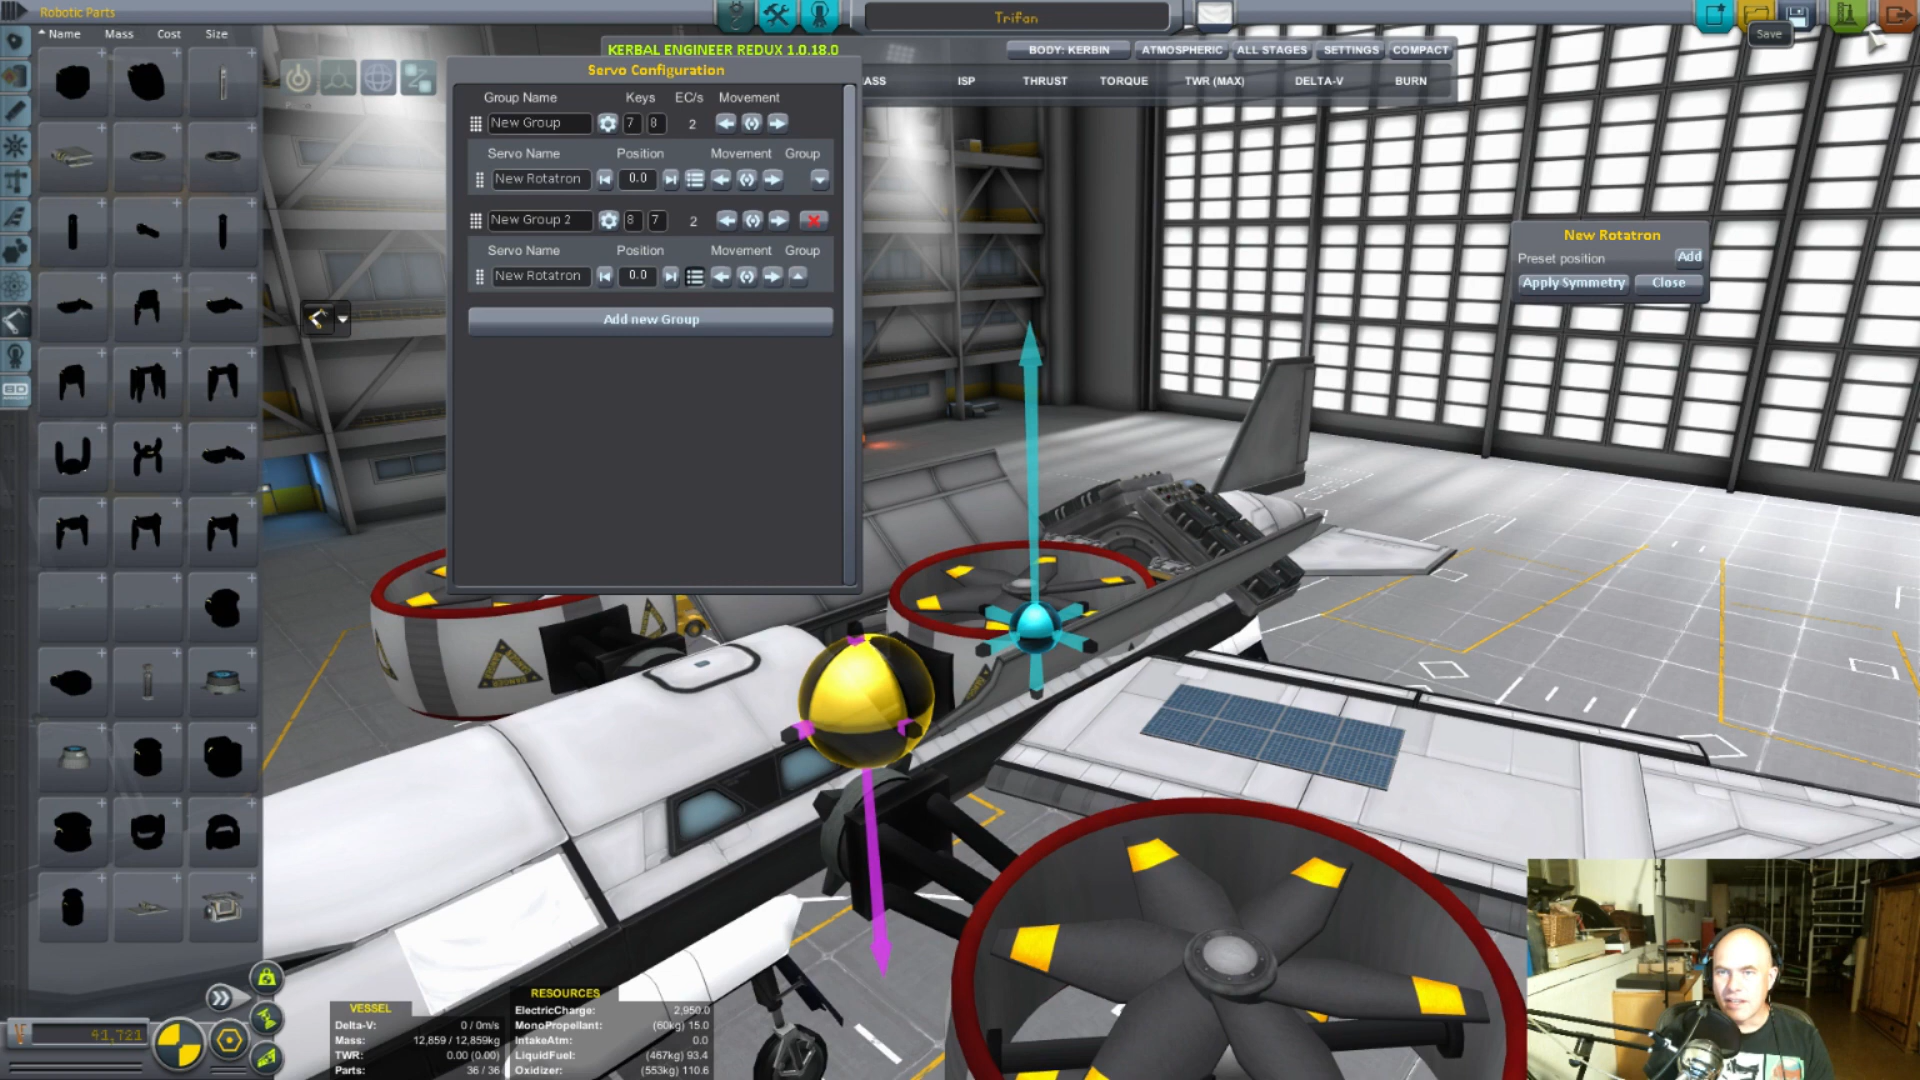 Robotic Parts
Name Mass Cost Size
Trifan
Save
KERBAL ENGINEER REDUX 1.0.18.0
BODY: KERBIN ATMOSPHERIC ALL STAGES SETTINGS COMPACT
ASS ISP THRUST TORQUE TWR (MAX) DELTA-V BURN
Servo Configuration
Group Name Keys EC/s Movement
New Group 7 8 2
Servo Name Position Movement Group
New Rotatron 0.0
New Group 2 8 7 2
Servo Name Position Movement Group
New Rotatron 0.0
Add new Group
New Rotatron
Preset position Add
Apply Symmetry Close
DANGER
41,721
VESSEL
Delta-V: 0 / 0m/s
Mass: 12,859 / 12,859kg
TWR: 0.00 (0.00)
Parts: 36 / 36
RESOURCES
ElectricCharge: 2,950.0
MonoPropellant: (60kg) 15.0
IntakeAtm: 0.0
LiquidFuel: (467kg) 93.4
Oxidizer: (553kg) 110.6